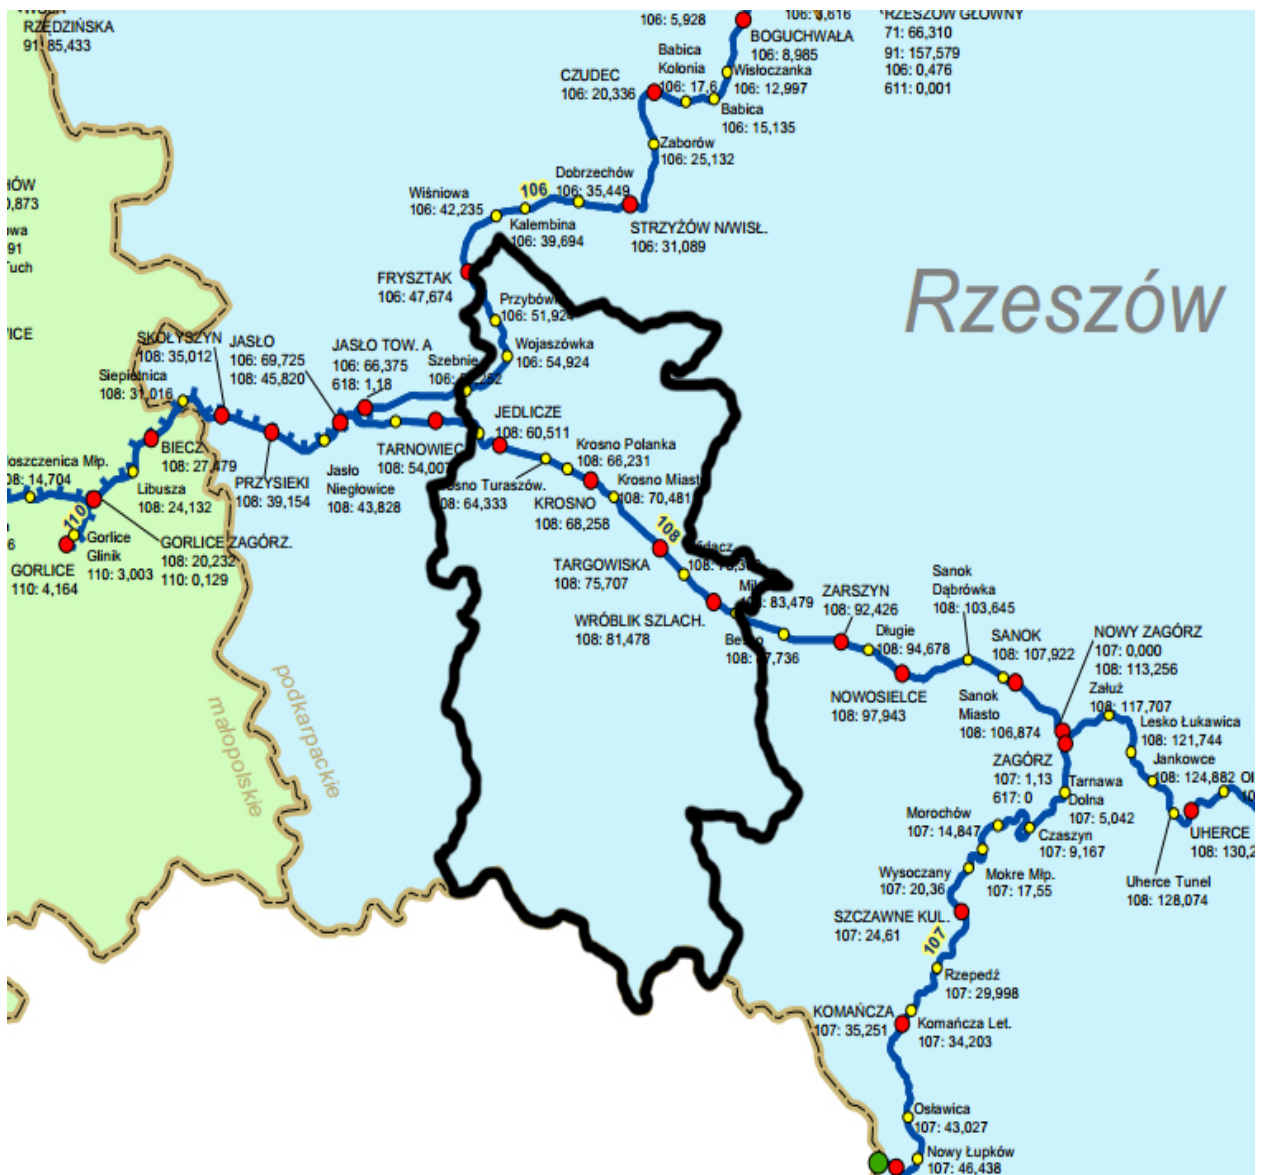 RZĘDZIŃSKA
91: 85,433
106: 5,928
BOGUCHWAŁA
106: 8,985
RZESZÓW GŁÓWNY
71: 66,310
91: 157,579
106: 0,476
611: 0,001
Babica
Kolonia
106: 17,6
Wisłoczanka
106: 12,997
CZUDEC
106: 20,336
Babica
106: 15,135
Zaborów
106: 25,132
Dobrzechów
106: 35,449
106
Wiśniowa
106: 42,235
Kalembina
106: 39,694
STRZYŻÓW N/WISŁ.
106: 31,089
FRYSZTAK
106: 47,674
Rzeszów
Przybówka
106: 51,924
Wojaszówka
106: 54,924
SKOŁYSZYN
108: 35,012
JASŁO
106: 69,725
108: 45,820
JASŁO TOW. A
106: 66,375
618: 1,18
Szebnie
Siepietnica
108: 31,016
JEDLICZE
108: 60,511
BIECZ
108: 27,479
TARNOWIEC
108: 54,007
Krosno Polanka
108: 66,231
Krosno Miasto
108: 70,481
108: 14,704
Libusza
108: 24,132
PRZYSIEKI
108: 39,154
Jasło
Niegłowice
108: 43,828
108: 64,333
KROSNO
108: 68,258
110
Gorlice
Glinik
110: 3,003
GORLICE ZAGÓRZ.
108: 20,232
110: 0,129
GORLICE
110: 4,164
108
TARGOWISKA
108: 75,707
WRÓBLIK SZLACH.
108: 81,478
ZARSZYN
108: 92,426
Długie
108: 94,678
Sanok
Dąbrówka
108: 103,645
SANOK
108: 107,922
NOWY ZAGÓRZ
107: 0,000
108: 113,256
NOWOSIELCE
108: 97,943
Sanok
Miasto
108: 106,874
Załuż
108: 117,707
Lesko Łukawica
108: 121,744
Jankowce
108: 124,882
podkarpackie
małopolskie
ZAGÓRZ
107: 1,13
617: 0
Tarnawa
Dolna
107: 5,042
Morochów
107: 14,847
Czaszyn
107: 9,167
UHERCE
Mokre Młp.
107: 17,55
Wysoczany
107: 20,36
Uherce Tunel
108: 128,074
SZCZAWNE KUL.
107: 24,61
107
Rzepedź
107: 29,998
KOMAŃCZA
107: 35,251
Komańcza Let.
107: 34,203
Osławica
107: 43,027
Nowy Łupków
107: 46,438